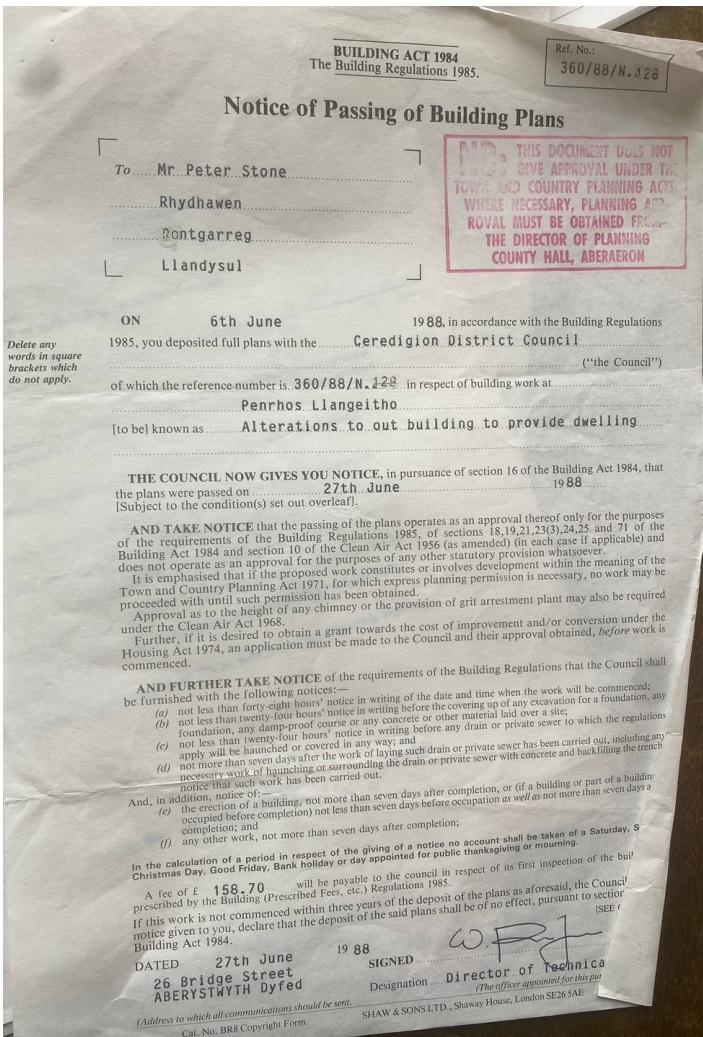 BUILDING ACT 1984
The Building Regulations 1985.
Ref. No.:
360/88/N.128
Notice of Passing of Building Plans
To Mr Peter Stone
Rhydhawen
Pontgarreg
Llandysul
NB. THIS DOCUMENT DOES NOT
GIVE APPROVAL UNDER THE
TOWN AND COUNTRY PLANNING ACTS
WHERE NECESSARY, PLANNING APP-
ROVAL MUST BE OBTAINED FROM
THE DIRECTOR OF PLANNING
COUNTY HALL, ABERAERON
ON 6th June 1988, in accordance with the Building Regulations
Delete any
words in square
brackets which
do not apply.
1985, you deposited full plans with the Ceredigion District Council
("the Council")
of which the reference number is 360/88/N.128 in respect of building work at
Penrhos Llangeitho
[to be] known as Alterations to out building to provide dwelling
THE COUNCIL NOW GIVES YOU NOTICE, in pursuance of section 16 of the Building Act 1984, that
the plans were passed on 27th June 1988
[Subject to the condition(s) set out overleaf].
AND TAKE NOTICE that the passing of the plans operates as an approval thereof only for the purposes
of the requirements of the Building Regulations 1985, of sections 18,19,21,23(3),24,25 and 71 of the
Building Act 1984 and section 10 of the Clean Air Act 1956 (as amended) (in each case if applicable) and
does not operate as an approval for the purposes of any other statutory provision whatsoever.
It is emphasised that if the proposed work constitutes or involves development within the meaning of the
Town and Country Planning Act 1971, for which express planning permission is necessary, no work may be
proceeded with until such permission has been obtained.
Approval as to the height of any chimney or the provision of grit arrestment plant may also be required
under the Clean Air Act 1968.
Further, if it is desired to obtain a grant towards the cost of improvement and/or conversion under the
Housing Act 1974, an application must be made to the Council and their approval obtained, before work is
commenced.
AND FURTHER TAKE NOTICE of the requirements of the Building Regulations that the Council shall
be furnished with the following notices:—
(a) not less than forty-eight hours' notice in writing of the date and time when the work will be commenced;
(b) not less than twenty-four hours' notice in writing before the covering up of any excavation for a foundation, any
foundation, any damp-proof course or any concrete or other material laid over a site;
(c) not less than twenty-four hours' notice in writing before any drain or private sewer to which the regulations
apply will be haunched or covered in any way; and
(d) not more than seven days after the work of laying such drain or private sewer has been carried out, including any
necessary work of haunching or surrounding the drain or private sewer with concrete and backfilling the trench
notice that such work has been carried out.
And, in addition, notice of:—
(e) the erection of a building, not more than seven days after completion, or (if a building or part of a buildin
occupied before completion) not less than seven days before occupation as well as not more than seven days a
completion; and
(f) any other work, not more than seven days after completion;
In the calculation of a period in respect of the giving of a notice no account shall be taken of a Saturday, S
Christmas Day, Good Friday, Bank holiday or day appointed for public thanksgiving or mourning.
A fee of £ 158.70 will be payable to the council in respect of its first inspection of the buil
prescribed by the Building (Prescribed Fees, etc.) Regulations 1985.
If this work is not commenced within three years of the deposit of the plans as aforesaid, the Council
notice given to you, declare that the deposit of the said plans shall be of no effect, pursuant to section
Building Act 1984.
[SEE
DATED 27th June 1988
SIGNED
26 Bridge Street
ABERYSTWYTH Dyfed
Designation Director of Technica
(The officer appointed for this pur
(Address to which all communications should be sent.
Cat. No. BR8 Copyright Form.
SHAW & SONS LTD., Shaway House, London SE26 5AE